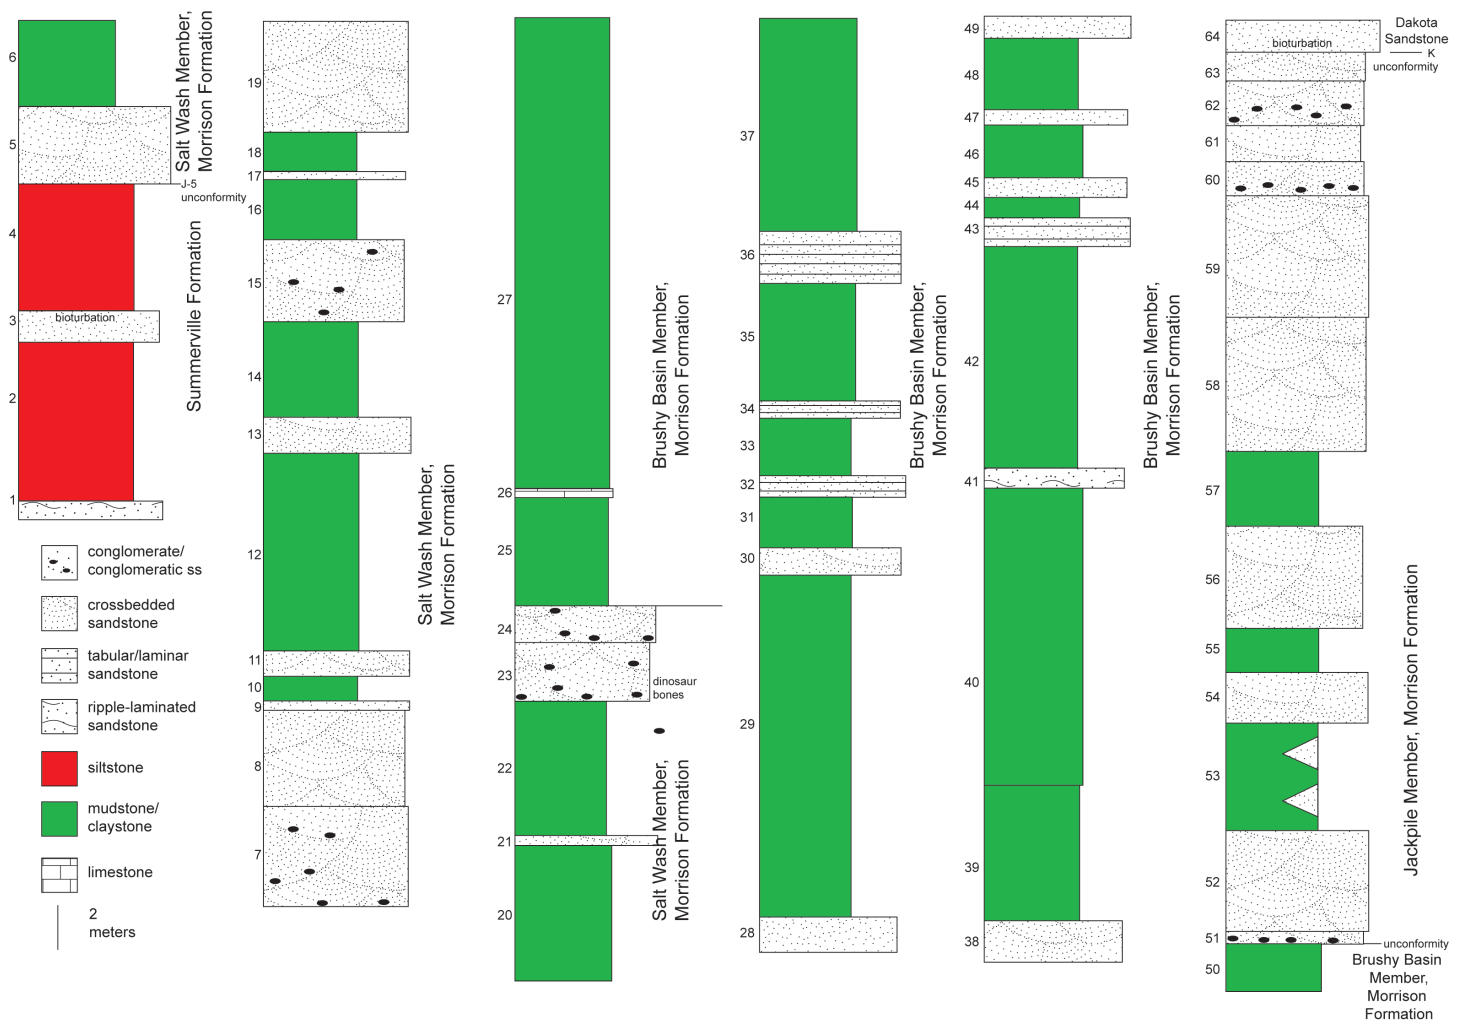 6
5
4
3
bioturbation
2
1
Salt Wash Member,
Morrison Formation
J-5
unconformity
Summerville Formation
conglomerate/
conglomeratic ss
crossbedded
sandstone
tabular/laminar
sandstone
ripple-laminated
sandstone
siltstone
mudstone/
claystone
limestone
2
meters
19
18
17
16
15
14
13
12
11
10
9
8
7
Salt Wash Member,
Morrison Formation
27
26
25
24
23
22
21
20
Brushy Basin Member,
Morrison Formation
dinosaur
bones
Salt Wash Member,
Morrison Formation
37
36
35
34
33
32
31
30
29
28
Brushy Basin Member,
Morrison Formation
49
48
47
46
45
44
43
42
41
40
39
38
Brushy Basin Member,
Morrison Formation
64
bioturbation
63
62
61
60
59
58
57
56
55
54
53
52
51
50
Dakota
Sandstone
K
unconformity
Jackpile Member, Morrison Formation
unconformity
Brushy Basin
Member,
Morrison
Formation